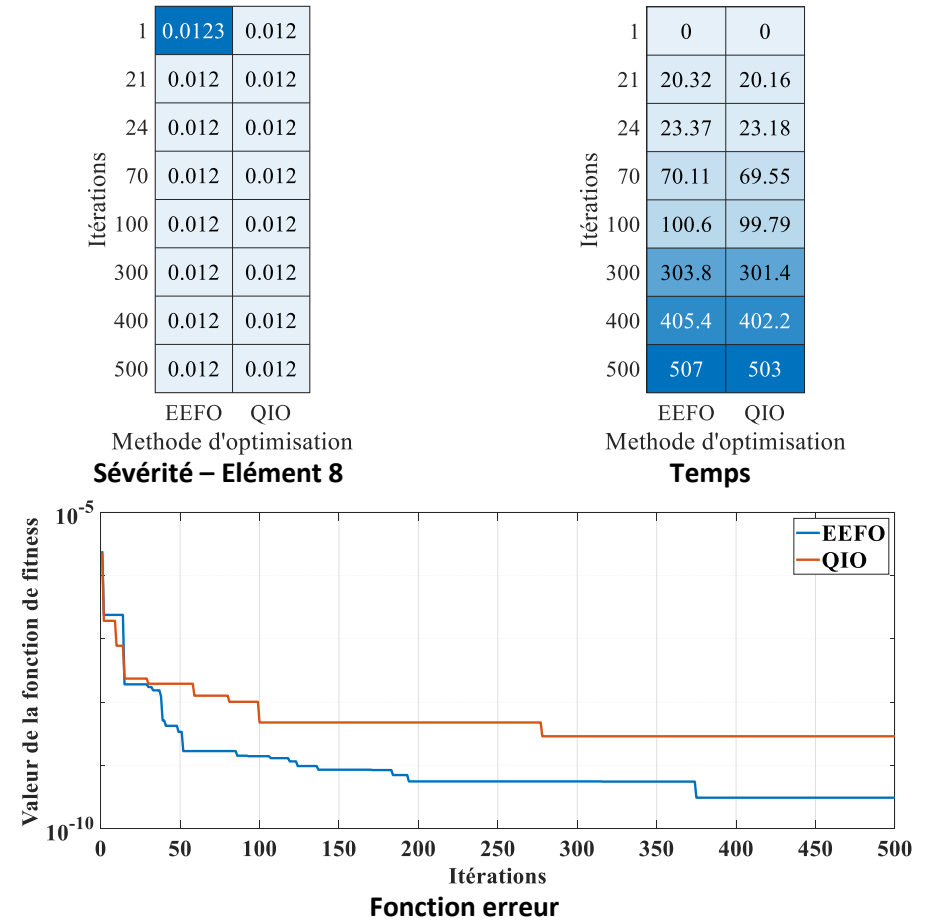 1 0.0123 0.012
21 0.012 0.012
24 0.012 0.012
70 0.012 0.012
100 0.012 0.012
300 0.012 0.012
400 0.012 0.012
500 0.012 0.012
Itérations
EEFO QIO
Methode d'optimisation
Sévérité – Elément 8
1 0 0
21 20.32 20.16
24 23.37 23.18
70 70.11 69.55
100 100.6 99.79
300 303.8 301.4
400 405.4 402.2
500 507 503
Itérations
EEFO QIO
Methode d'optimisation
Temps
Valeur de la fonction de fitness
10-5
10-10
EEFO
QIO
0 50 100 150 200 250 300 350 400 450 500
Itérations
Fonction erreur